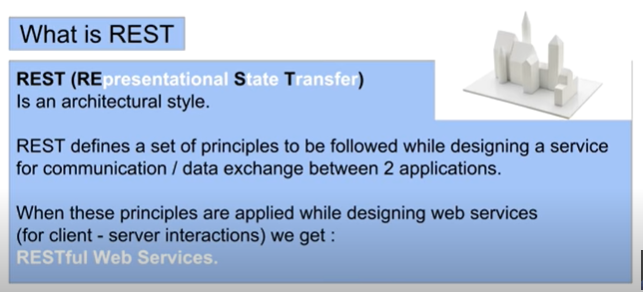 What is REST
REST (REpresentational State Transfer)
Is an architectural style.
REST defines a set of principles to be followed while designing a service
for communication / data exchange between 2 applications.
When these principles are applied while designing web services
(for client - server interactions) we get :
RESTful Web Services.